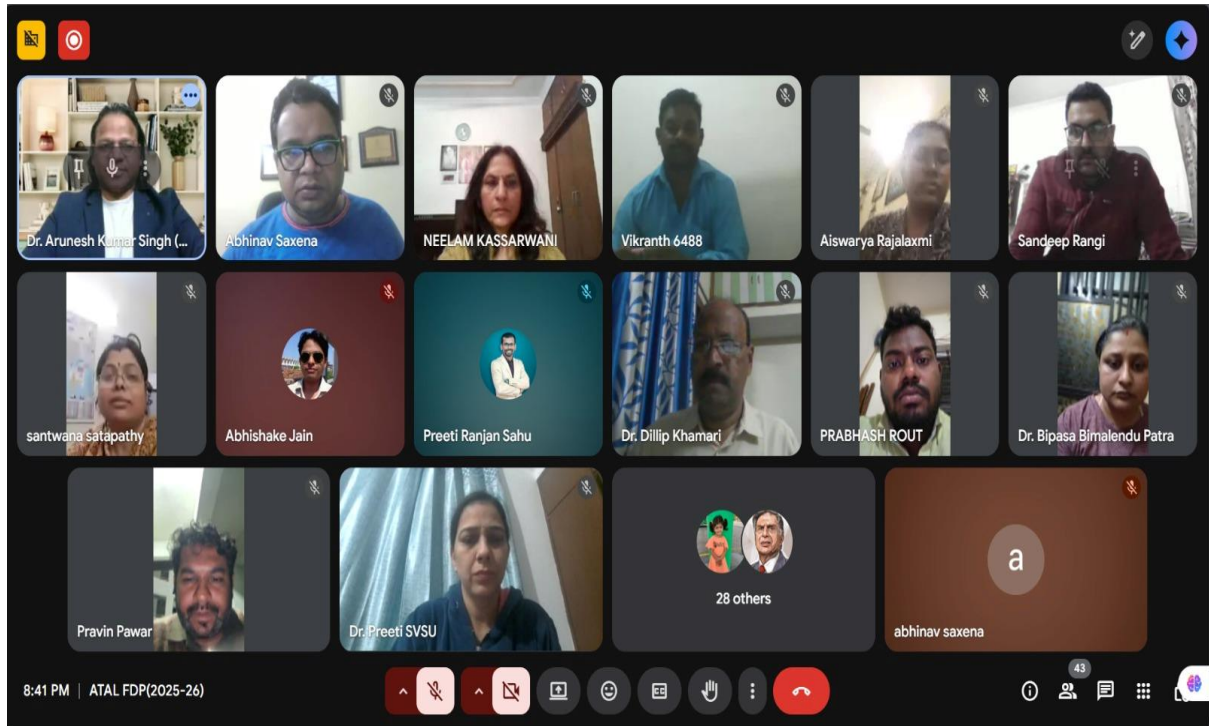 Dr. Arunesh Kumar Singh (...
Abhinav Saxena
NEELAM KASSARWANI
Vikranth 6488
Aiswarya Rajalaxmi
Sandeep Rangi
santwana satapathy
Abhishake Jain
Preeti Ranjan Sahu
Dr. Dillip Khamari
PRABHASH ROUT
Dr. Bipasa Bimalendu Patra
Pravin Pawar
Dr. Preeti SVSU
28 others
a
abhinav saxena
43
8:41 PM | ATAL FDP(2025-26)